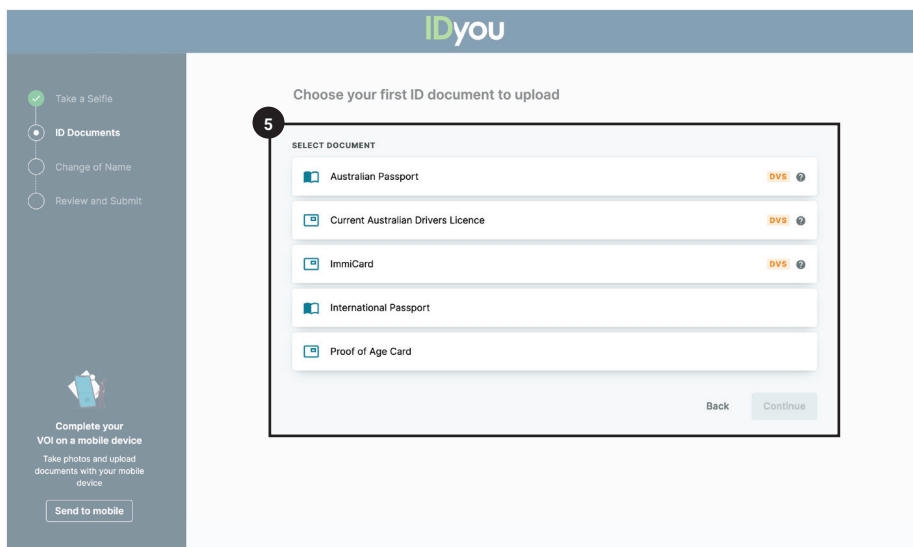 IDyou
Take a Selfie
ID Documents
Change of Name
Review and Submit
Complete your
VOI on a mobile device
Take photos and upload
documents with your mobile
device
Send to mobile
Choose your first ID document to upload
5
SELECT DOCUMENT
Australian Passport DVS ?
Current Australian Drivers Licence DVS ?
ImmiCard DVS ?
International Passport
Proof of Age Card
Back Continue